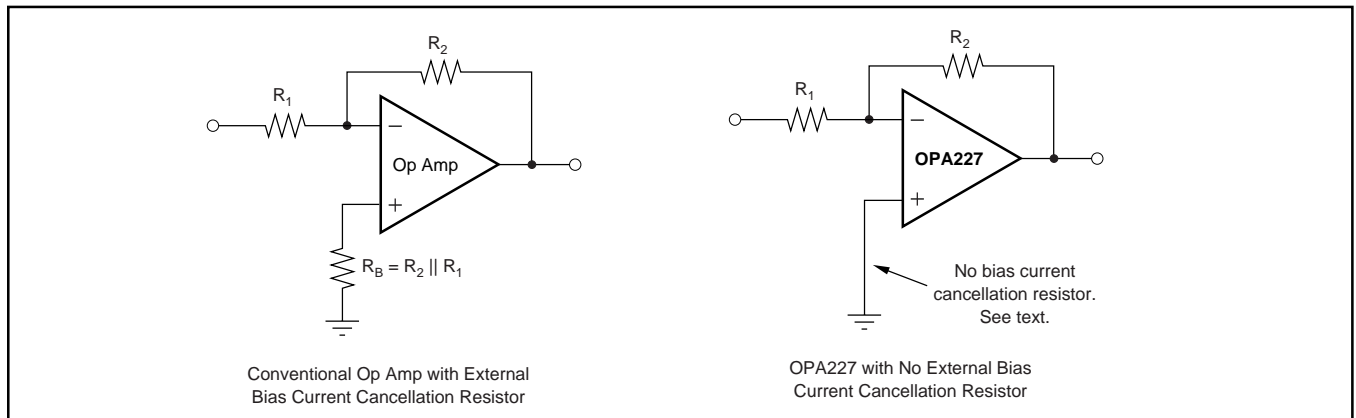 R2
R1
−
Op Amp
+
RB = R2 || R1
Conventional Op Amp with External
Bias Current Cancellation Resistor
R2
R1
−
OPA227
+
No bias current
cancellation resistor.
See text.
OPA227 with No External Bias
Current Cancellation Resistor